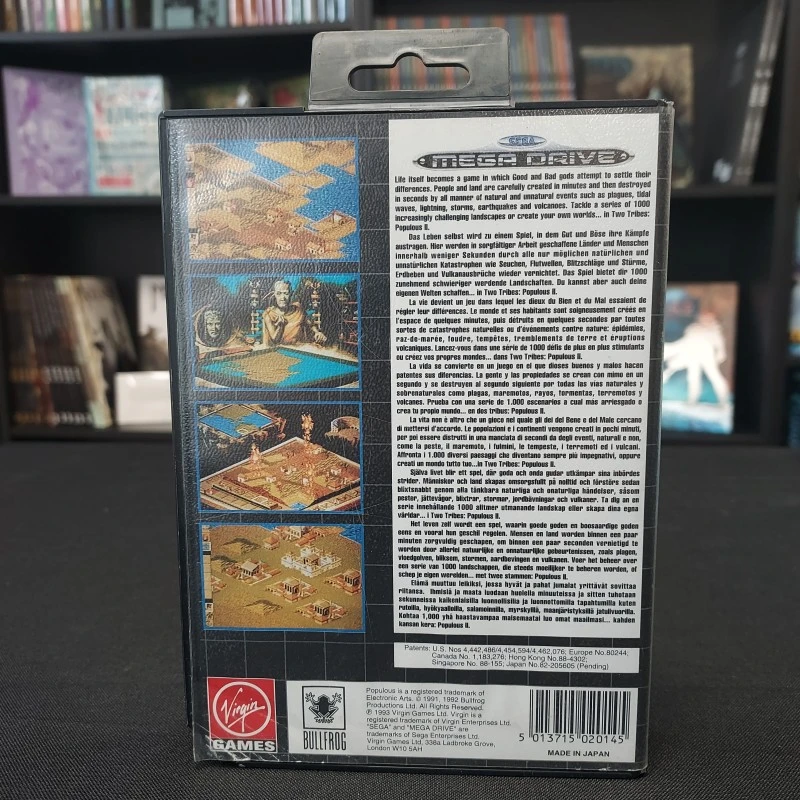 SEGA
MEGA DRIVE
Life itself becomes a game in which Good and Bad gods attempt to settle their
differences. People and land are carefully created in minutes and then destroyed
in seconds by all manner of natural and unnatural events such as plagues, tidal
waves, lightning, storms, earthquakes and volcanoes. Tackle a series of 1000
increasingly challenging landscapes or create your own worlds... in Two Tribes:
Populous II.
Das Leben selbst wird zu einem Spiel, in dem Gut und Böse ihre Kämpfe
austragen. Hier werden in sorgfältiger Arbeit geschaffene Länder und Menschen
innerhalb weniger Sekunden durch alle nur möglichen natürlichen und
unnatürlichen Katastrophen wie Seuchen, Flutwellen, Blitzschläge und Stürme,
Erdbeben und Vulkanausbrüche wieder vernichtet. Das Spiel bietet dir 1000
zunehmend schwieriger werdende Landschaften. Du kannst aber auch deine
eigenen Welten schaffen... in Two Tribes: Populous II.
La vie devient un jeu dans lequel les dieux du Bien et du Mal essaient de
régler leur différences. Le monde et ses habitants sont soigneusement créés en
l'espace de quelques minutes, puis détruits en quelques secondes par toutes
sortes de catastrophes naturelles ou d'évènements contre nature: épidémies,
raz-de-marée, foudre, tempêtes, tremblements de terre et éruptions
volcaniques. Lancez-vous dans une série de 1000 défis de plus en plus stimulants
ou créez vos propres mondes... dans Two Tribes: Populous II.
La vida se convierte en un juego en el que dioses buenos y malos hacen
patentes sus diferencias. La gente y las propiedades se crean con mimo en un
segundo y se destruyen al segundo siguiente por todas las vias naturales y
sobrenaturales como plagas, maremotos, rayos, tormentas, terremotos y
volcanes. Prueba con una serie de 1.000 escenarios a cual mas arriesgado o
crea tu propio mundo... en dos tribus: Populous II.
La vita non è altro che un gioco nel quale gli dei del Bene e del Male cercano
di mettersi d'accordo. Le popolazioni e i continenti vengono creati in pochi minuti,
per poi essere distrutti in una manciata di secondi da degli eventi, naturali e non,
come la peste, il maremoto, i fulmini, le tempeste, i terremoti ed i vulcani.
Affronta i 1.000 diversi paesaggi che diventano sempre più impegnativi, oppure
creati un mondo tutto tuo...in Two Tribes: Populous II.
Själva livet blir ett spel, där goda och onda gudar utkämpar sina inbördes
strider. Människor och land skapas omsorgsfullt på nolltid och förstörs sedan
blixtsnabbt genom alla tänkbara naturliga och onaturliga händelser, såsom
pestor, jättevågor, blixtrar, stormar, jordbävningar och vulkaner. Ta dig an en
serie innehållande 1000 alltmer utmanande landskap eller skapa dina egna
världar... i Two Tribes: Populous II.
Het leven zelf wordt een spel, waarin goede goden en boosaardige goden
eens en vooral hun geschil regelen. Mensen en land worden binnen een paar
minuten zorgvuldig geschapen, om binnen een paar seconden vernietigd te
worden door allerlei natuurlijke en onnatuurlijke gebeurtenissen, zoals plagen,
vloedgolven, bliksem, stormen, aardbevingen en vulkanen. Voer het beheer over
een serie van 1000 landschappen, die steeds moeilijker te beheren worden, of
schep je eigen werelden... met twee stammen: Populous II.
Elämä muuttuu leikiksi, jossa hyvät ja pahat jumalat yrittävät sovittaa
riitansa. Ihmisiä ja maata luodaan huolella minuuteissa ja sitten tuhotaan
sekunneissa kaikenlaisilla luonnollisilla ja luonnottomilla tapahtumilla kuten
rutoilla, hyökyaalloilla, salamoinnilla, myrskyillä, maanjäristyksillä ja tulivuorilla.
Kohtaa 1,000 yhä haastavampaa maisemaatai luo omat maailmasi... kahden
kansan kera: Populous II.
Patents: U.S. Nos 4,442,486/4,454,594/4,462,076; Europe No.80244;
Canada No. 1,183,276; Hong Kong No.88-4302;
Singapore No. 88-155; Japan No.82-205605 (Pending)
Virgin
GAMES
BULLFROG
Populous is a registered trademark of
Electronic Arts. © 1991, 1992 Bullfrog
Productions Ltd. All Rights Reserved.
℗ 1993 Virgin Games Ltd. Virgin is a
registered trademark of Virgin Enterprises Ltd.
"SEGA" and "MEGA DRIVE" are
trademarks of Sega Enterprises Ltd.
Virgin Games Ltd, 338a Ladbroke Grove,
London W10 5AH
5 013715 020145
MADE IN JAPAN